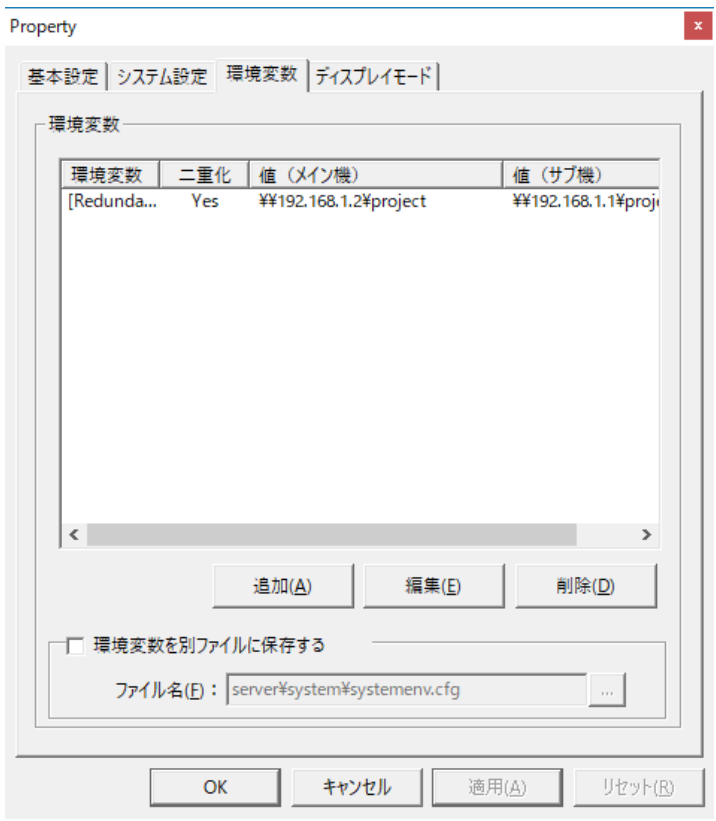 Property x
基本設定 システム設定 環境変数 ディスプレイモード
環境変数
環境変数 二重化 値（メイン機） 値（サブ機）
[Redunda... Yes ¥¥192.168.1.2¥project ¥¥192.168.1.1¥proj
追加(A) 編集(E) 削除(D)
環境変数を別ファイルに保存する
ファイル名(F)： server¥system¥systemenv.cfg ...
OK キャンセル 適用(A) リセット(R)